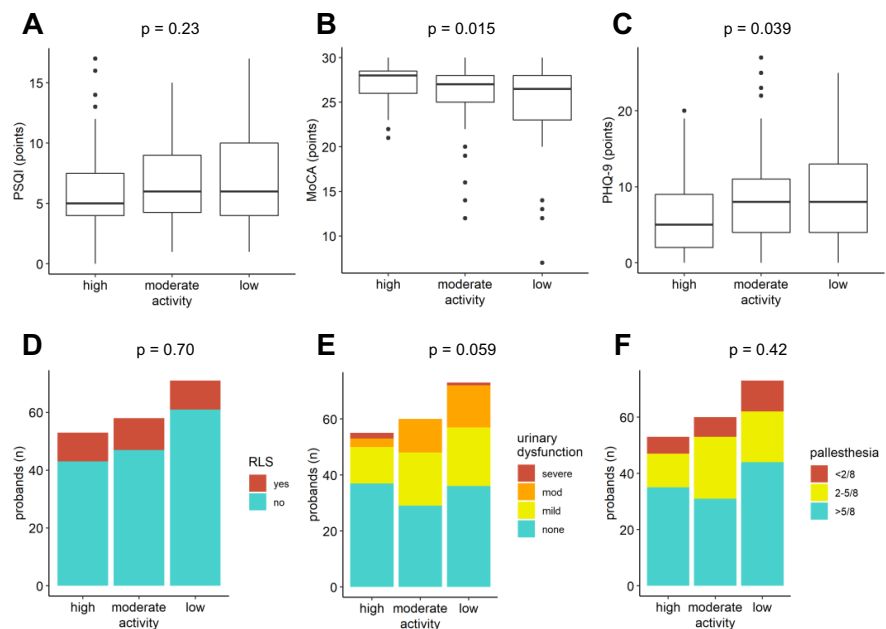 A
p = 0.23
PSQI (points)
15
10
5
0
high
moderate
low
activity
B
p = 0.015
MoCA (points)
30
25
20
15
10
high
moderate
low
activity
C
p = 0.039
PHQ-9 (points)
20
10
0
high
moderate
low
activity
D
p = 0.70
probands (n)
60
40
20
0
high
moderate
low
activity
RLS
yes
no
E
p = 0.059
probands (n)
60
40
20
0
high
moderate
low
activity
urinary
dysfunction
severe
mod
mild
none
F
p = 0.42
probands (n)
60
40
20
0
high
moderate
low
activity
pallesthesia
<2/8
2-5/8
>5/8